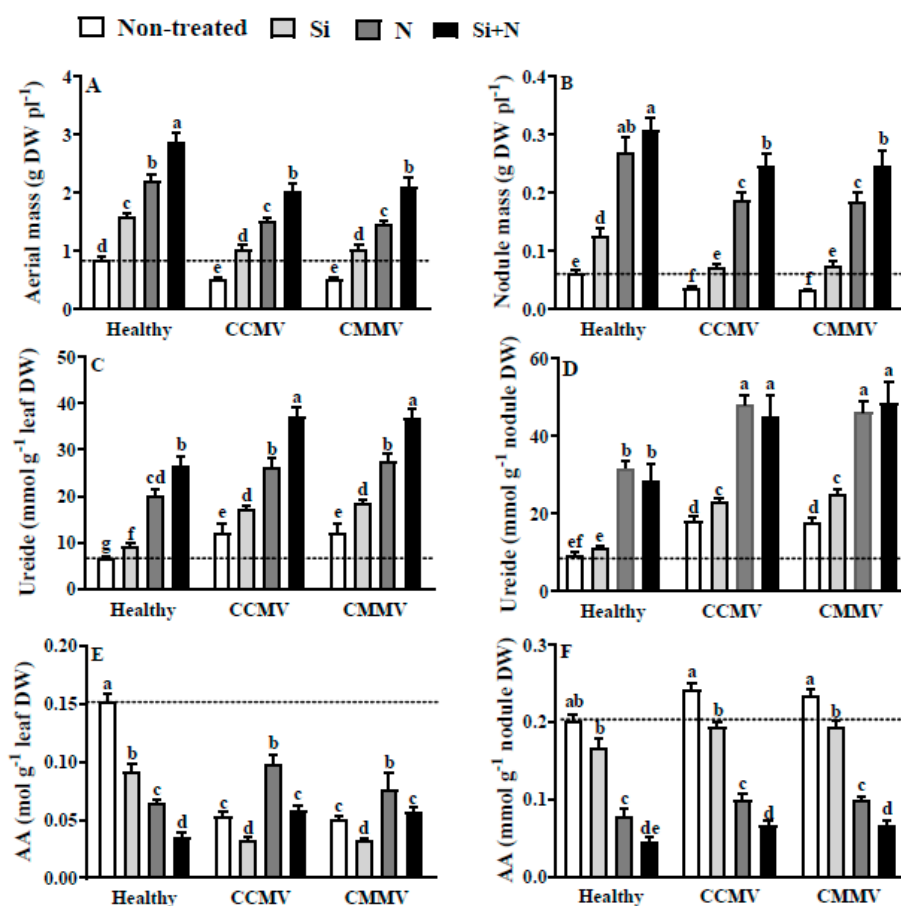 Non-treated Si N Si+N
A
Aerial mass (g DW pl⁻¹)
4
3
2
1
0
d c b a
e d c b
e d c b
Healthy CCMV CMMV
B
Nodule mass (g DW pl⁻¹)
0.4
0.3
0.2
0.1
0.0
e d ab a
f e c b
f e c b
Healthy CCMV CMMV
C
Ureide (mmol g⁻¹ leaf DW)
50
40
30
20
10
0
g f cd b
e d b a
e d b a
Healthy CCMV CMMV
D
Ureide (mmol g⁻¹ nodule DW)
60
40
20
0
ef e b b
d c a a
d c a a
Healthy CCMV CMMV
E
AA (mol g⁻¹ leaf DW)
0.20
0.15
0.10
0.05
0.00
a b c d
c d b c
c d b c
Healthy CCMV CMMV
F
AA (mmol g⁻¹ nodule DW)
0.3
0.2
0.1
0.0
ab b c de
a b c d
a b c d
Healthy CCMV CMMV